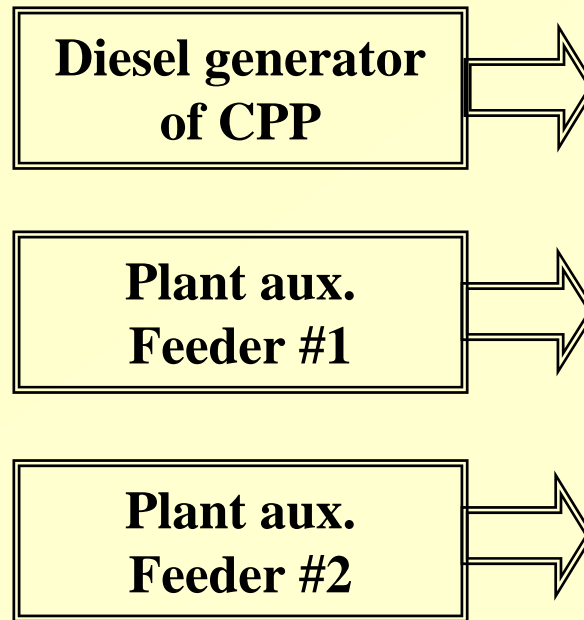 Diesel generator
of CPP
Plant aux.
Feeder #1
Plant aux.
Feeder #2